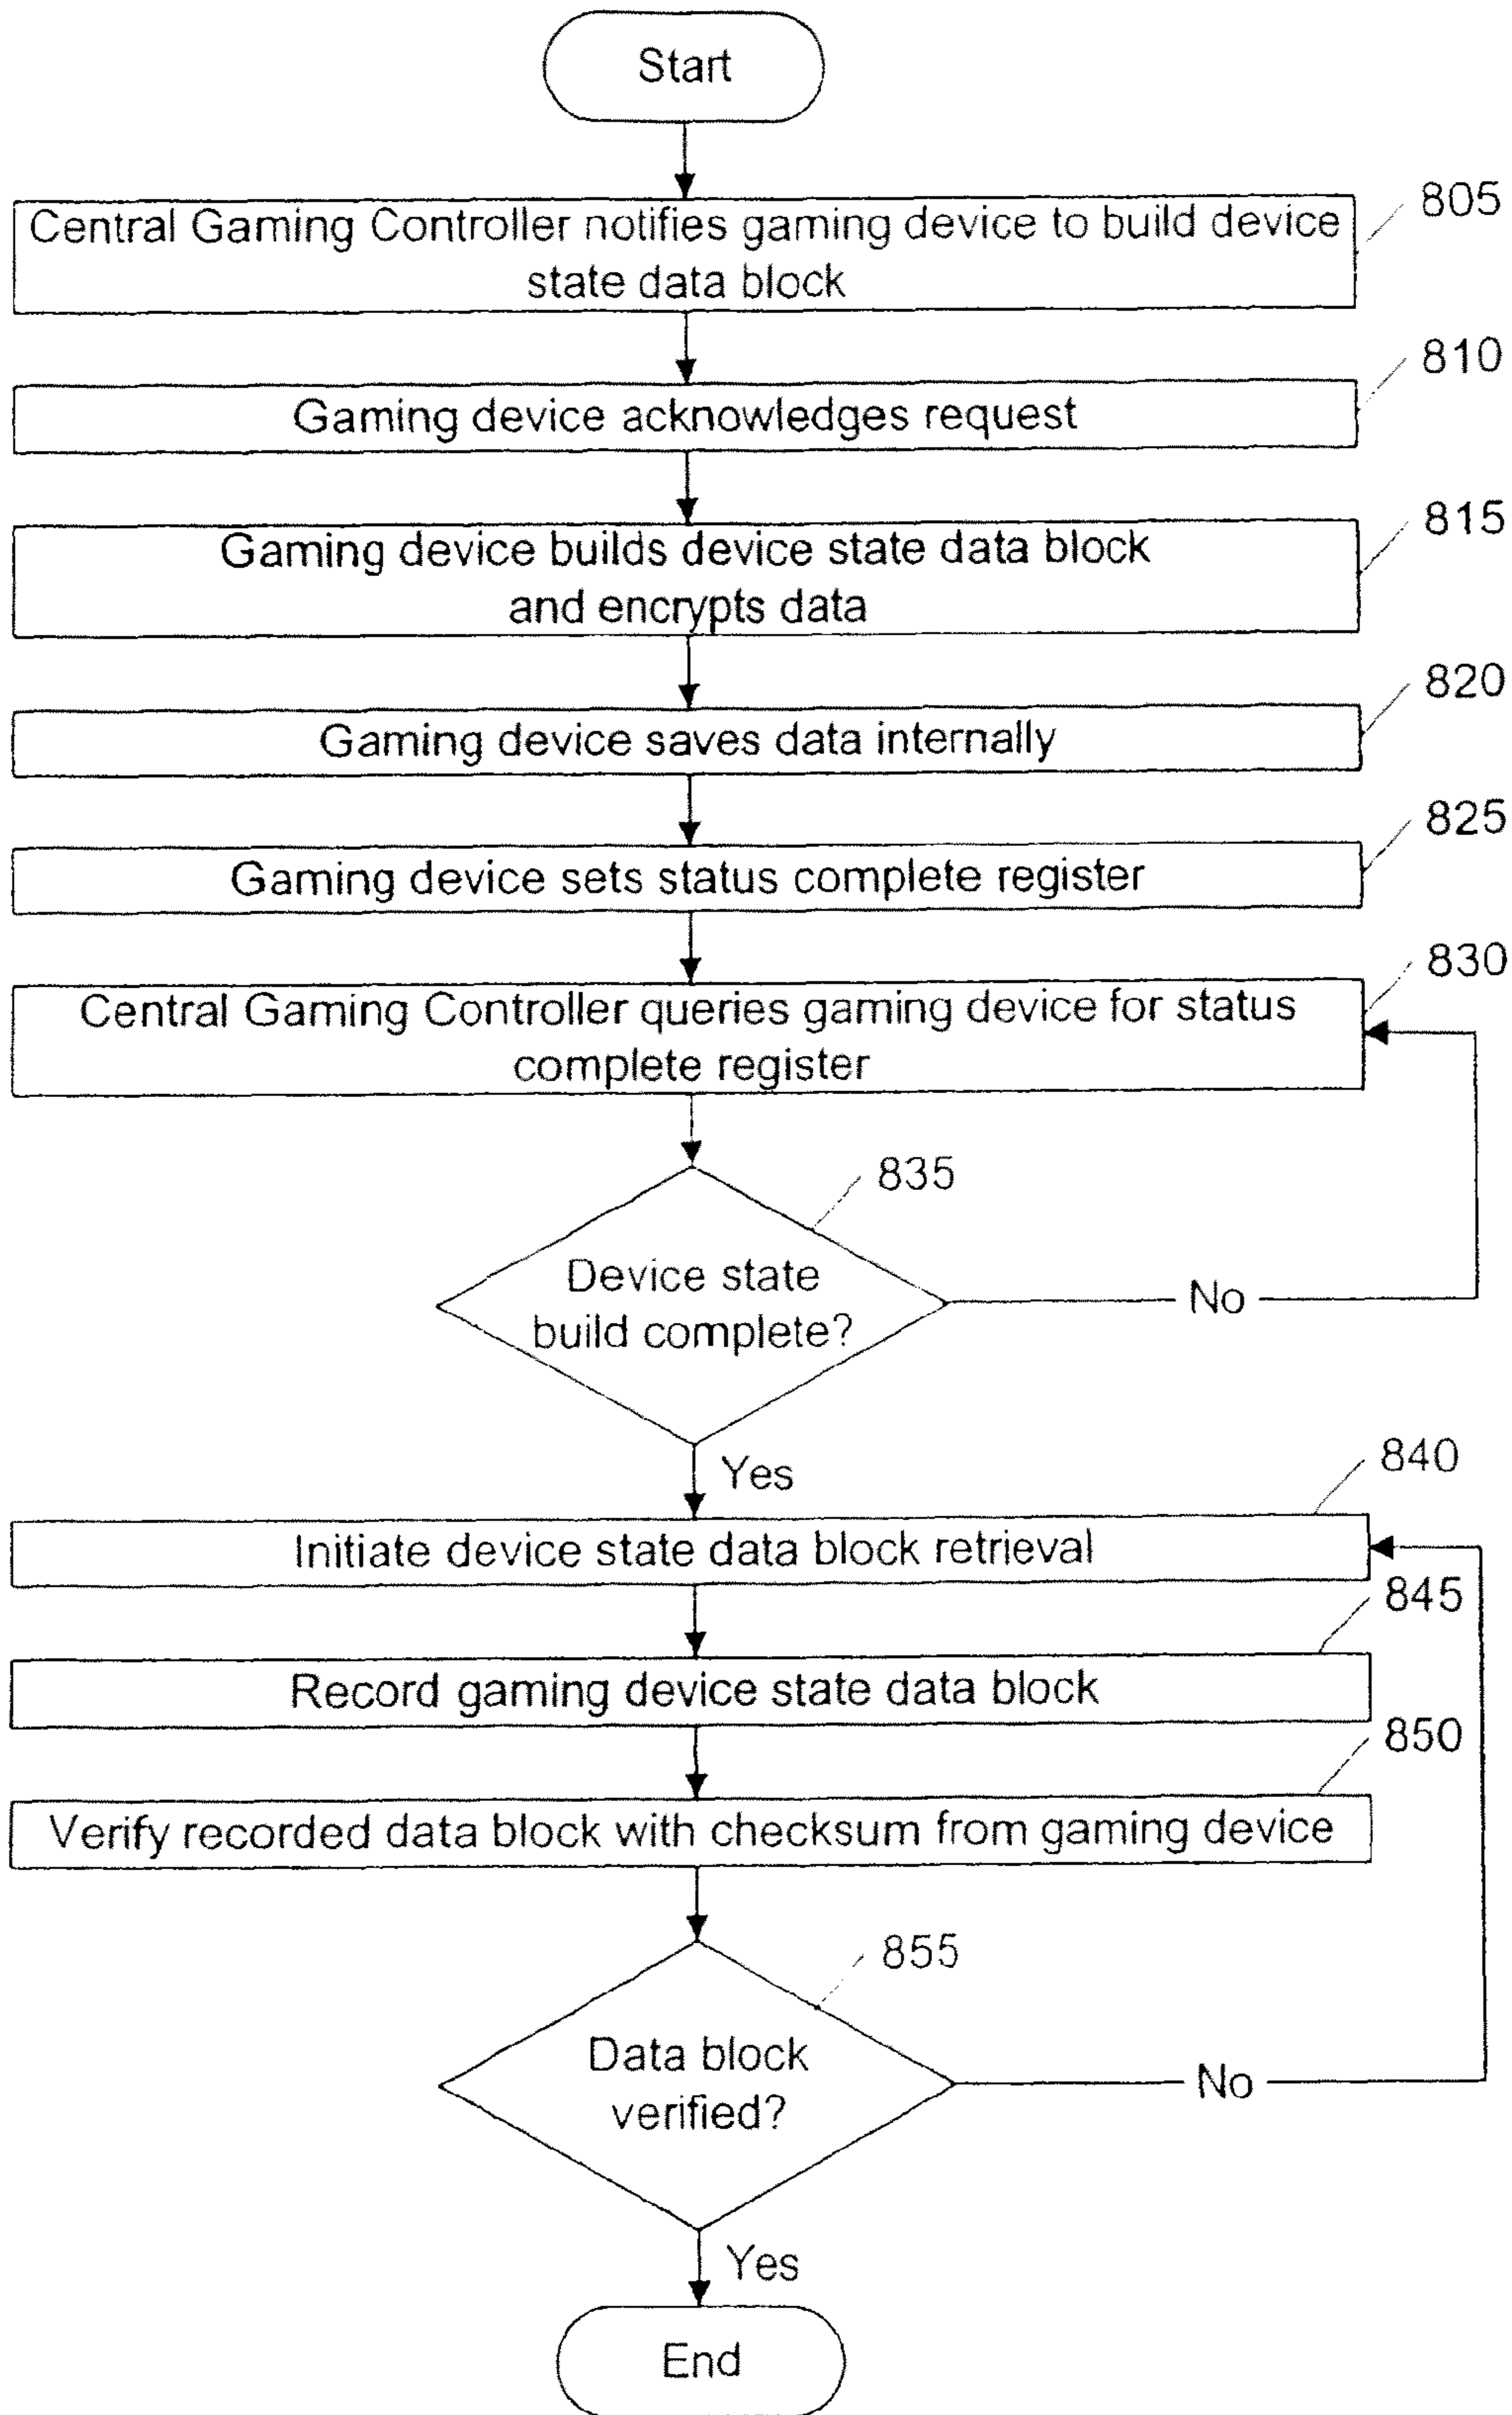 Start
805
Central Gaming Controller notifies gaming device to build device
state data block
810
Gaming device acknowledges request
815
Gaming device builds device state data block
and encrypts data
820
Gaming device saves data internally
825
Gaming device sets status complete register
830
Central Gaming Controller queries gaming device for status
complete register
835
Device state
build complete?
No
Yes
840
Initiate device state data block retrieval
845
Record gaming device state data block
850
Verify recorded data block with checksum from gaming device
855
Data block
verified?
No
Yes
End